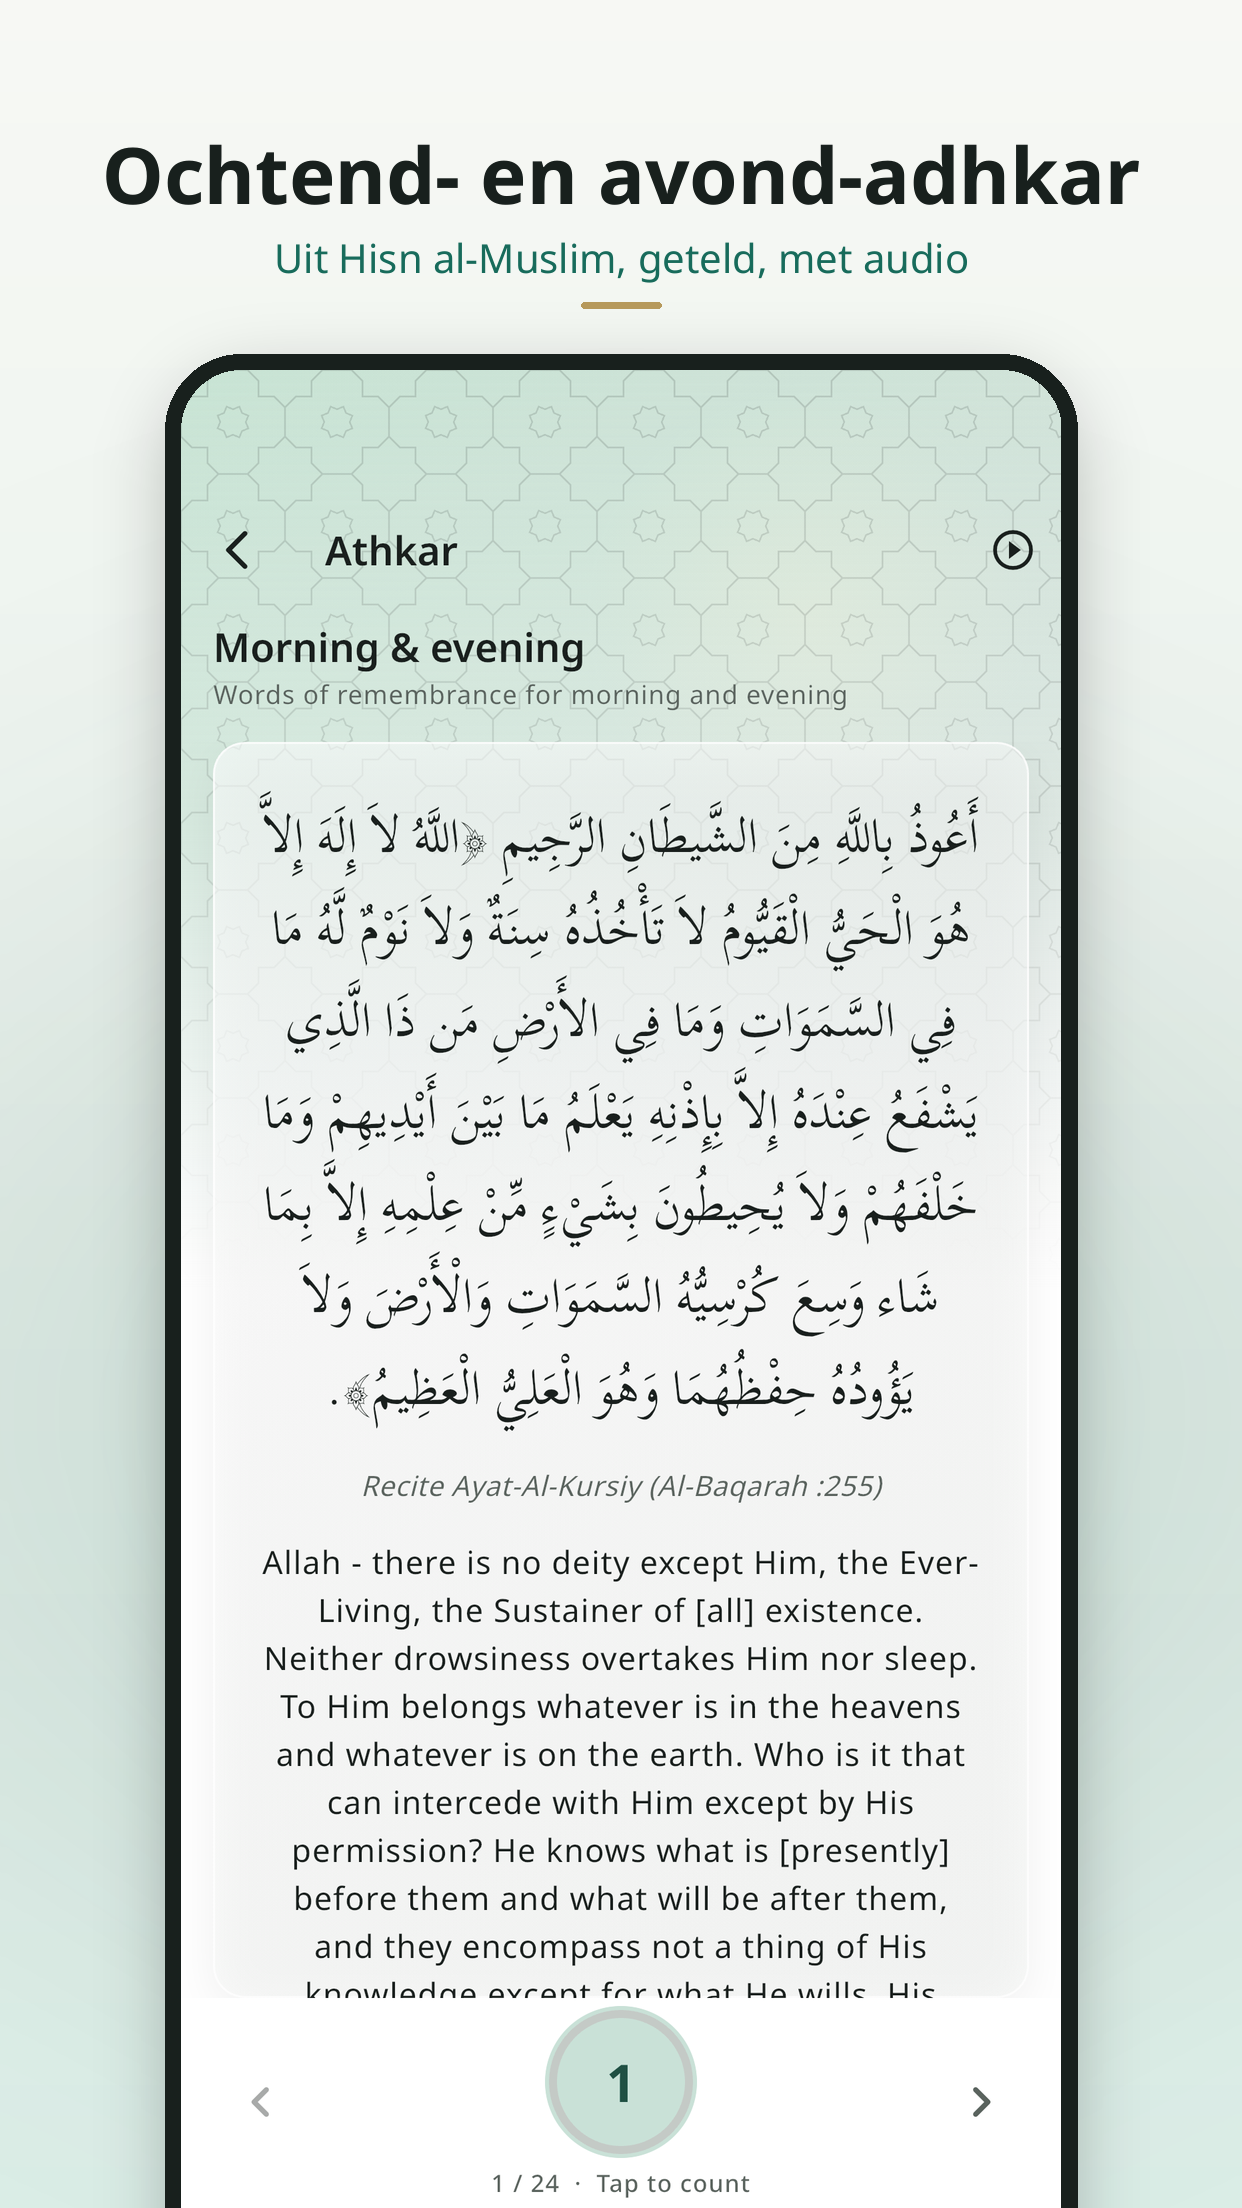 Ochtend- en avond-adhkar
Uit Hisn al-Muslim, geteld, met audio
Athkar
Morning & evening
Words of remembrance for morning and evening
أَعُوذُ بِاللَّهِ مِنَ الشَّيطَانِ الرَّجِيمِ ﴿اللَّهُ لاَ إِلَهَ إِلاَّ
هُوَ الْحَيُّ الْقَيُّومُ لاَ تَأْخُذُهُ سِنَةٌ وَلاَ نَوْمٌ لَّهُ مَا
فِي السَّمَوَاتِ وَمَا فِي الأَرْضِ مَن ذَا الَّذِي
يَشْفَعُ عِنْدَهُ إِلاَّ بِإِذْنِهِ يَعْلَمُ مَا بَيْنَ أَيْدِيهِمْ وَمَا
خَلْفَهُمْ وَلاَ يُحِيطُونَ بِشَيْءٍ مِّنْ عِلْمِهِ إِلاَّ بِمَا
شَاء وَسِعَ كُرْسِيُّهُ السَّمَوَاتِ وَالْأَرْضَ وَلاَ
يَؤُودُهُ حِفْظُهُمَا وَهُوَ الْعَلِيُّ الْعَظِيمُ﴾.
Recite Ayat-Al-Kursiy (Al-Baqarah :255)
Allah - there is no deity except Him, the Ever-
Living, the Sustainer of [all] existence.
Neither drowsiness overtakes Him nor sleep.
To Him belongs whatever is in the heavens
and whatever is on the earth. Who is it that
can intercede with Him except by His
permission? He knows what is [presently]
before them and what will be after them,
and they encompass not a thing of His
knowledge except for what He wills. His
1
1 / 24 · Tap to count